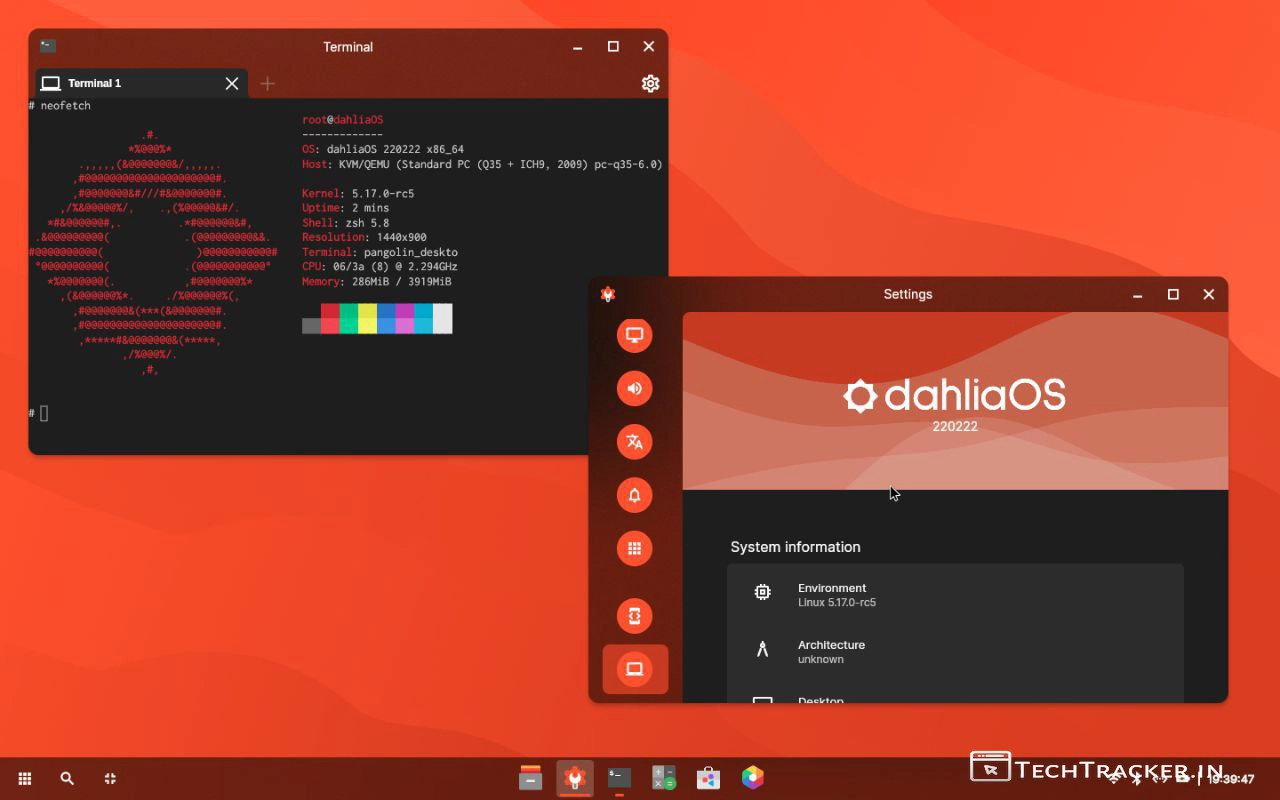 Terminal
Terminal 1
# neofetch
root@dahliaOS
-------------
OS: dahliaOS 220222 x86_64
Host: KVM/QEMU (Standard PC (Q35 + ICH9, 2009) pc-q35-6.0)
Kernel: 5.17.0-rc5
Uptime: 2 mins
Shell: zsh 5.8
Resolution: 1440x900
Terminal: pangolin_deskto
CPU: 06/3a (8) @ 2.294GHz
Memory: 286MiB / 3919MiB
#
Settings
dahliaOS
220222
System information
Environment
Linux 5.17.0-rc5
Architecture
unknown
Desktop
TECHTRACKER.IN
19:39:47